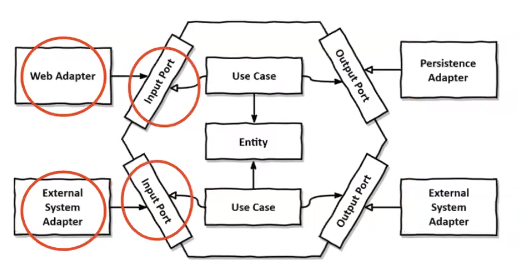 Web Adapter
Input Port
Use Case
Output Port
Persistence
Adapter
Entity
External
System
Adapter
Input Port
Use Case
Output Port
External
System
Adapter